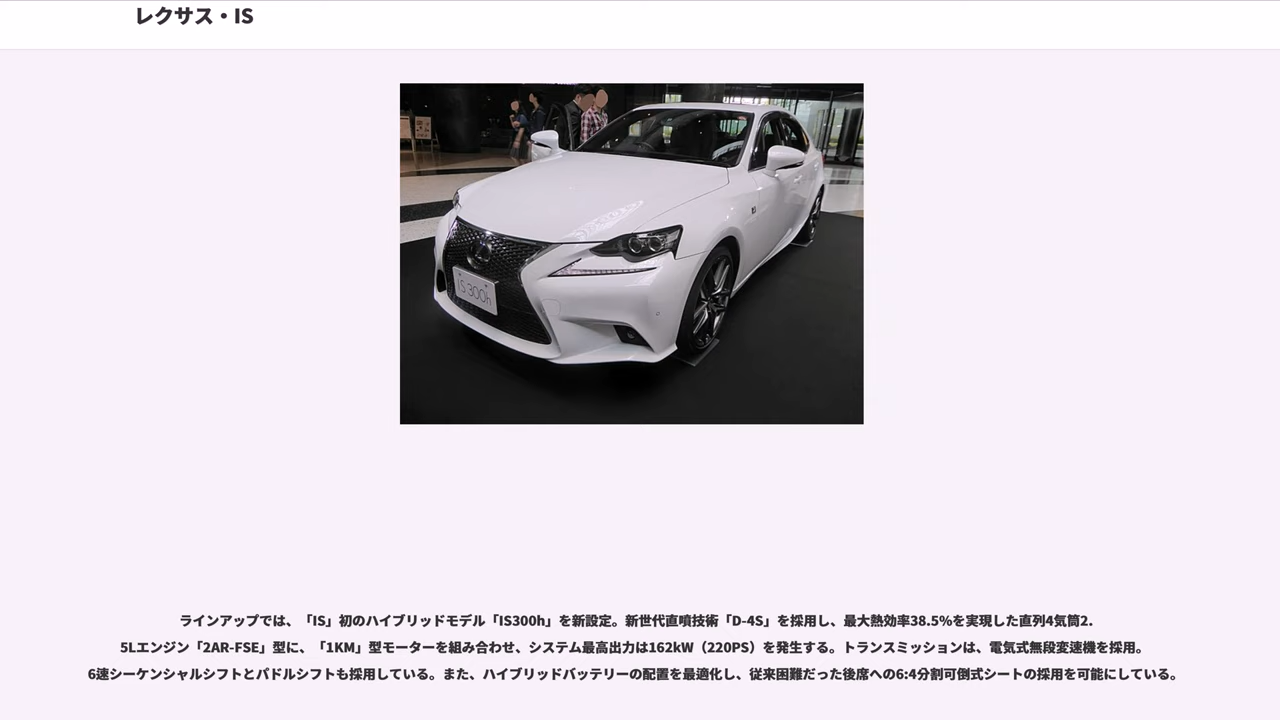 レクサス・IS
IS 300h
ラインアップでは、「IS」初のハイブリッドモデル「IS300h」を新設定。新世代直噴技術「D-4S」を採用し、最大熱効率38.5%を実現した直列4気筒2.
5Lエンジン「2AR-FSE」型に、「1KM」型モーターを組み合わせ、システム最高出力は162kW（220PS）を発生する。トランスミッションは、電気式無段変速機を採用。
6速シーケンシャルシフトとパドルシフトも採用している。また、ハイブリッドバッテリーの配置を最適化し、従来困難だった後席への6:4分割可倒式シートの採用を可能にしている。